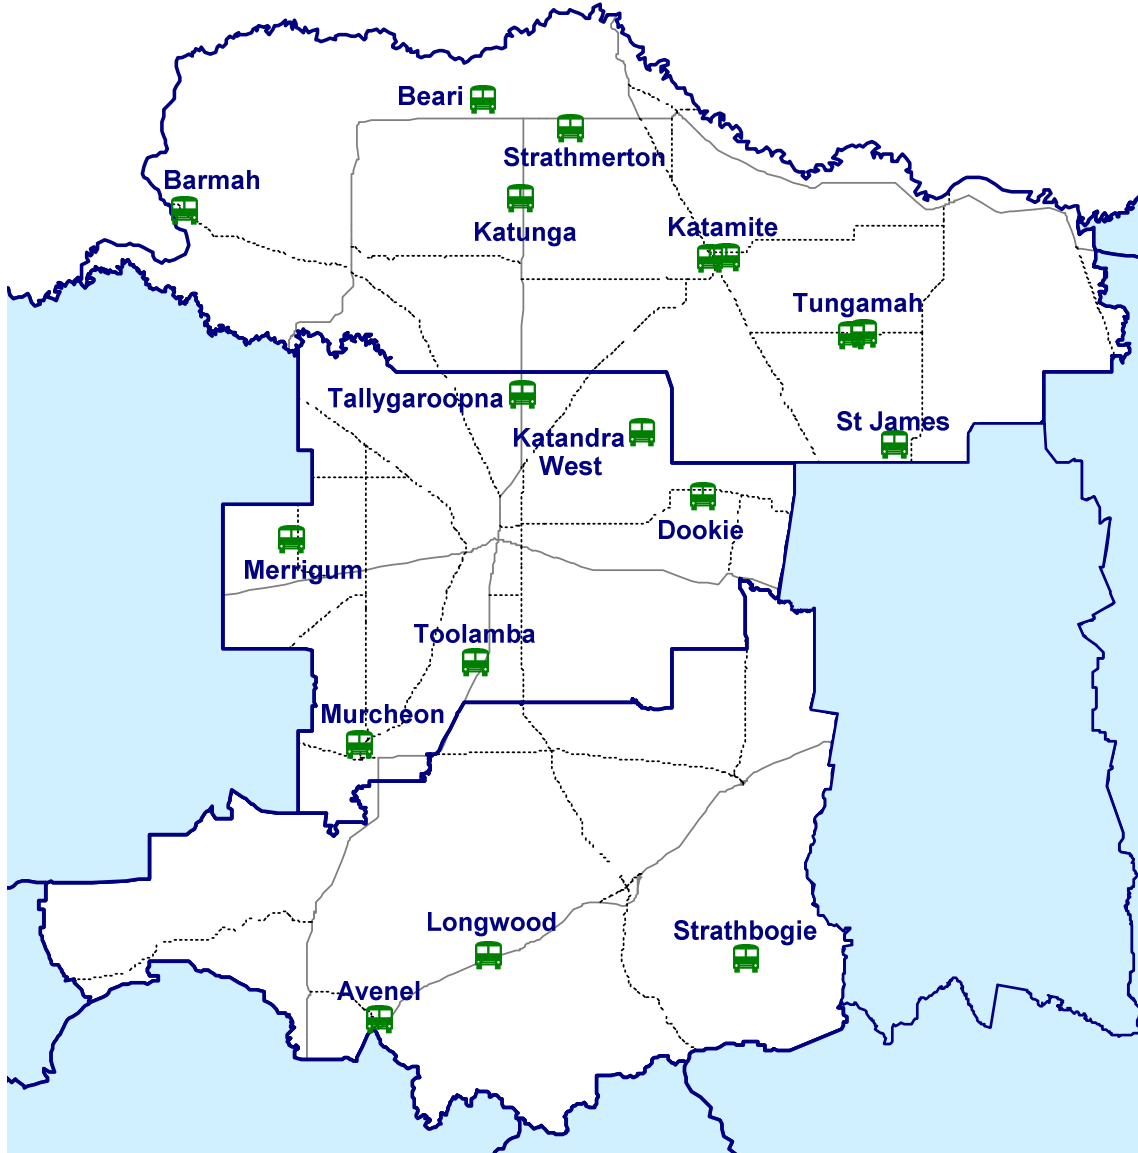 Beari
Strathmerton
Barmah
Katunga
Katamite
Tungamah
Tallygaroopna
St James
Katandra
West
Dookie
Merrigum
Toolamba
Murcheon
Longwood
Strathbogie
Avenel